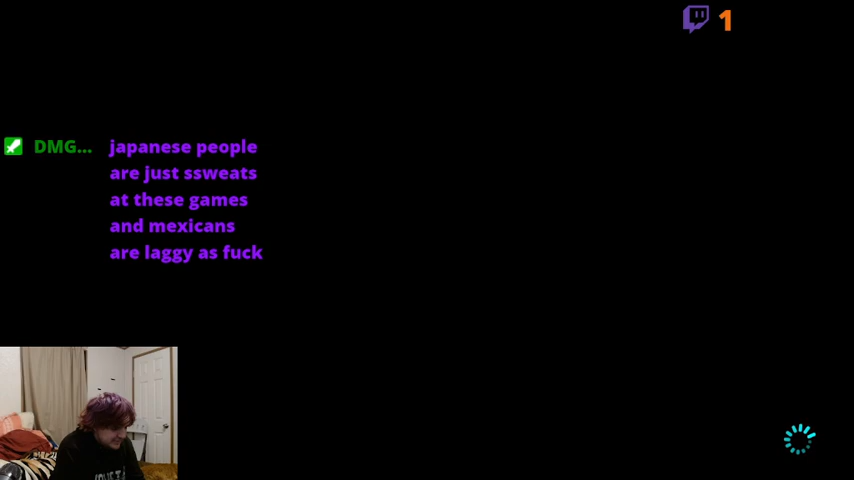 1
DMG... japanese people
are just ssweats
at these games
and mexicans
are laggy as fuck